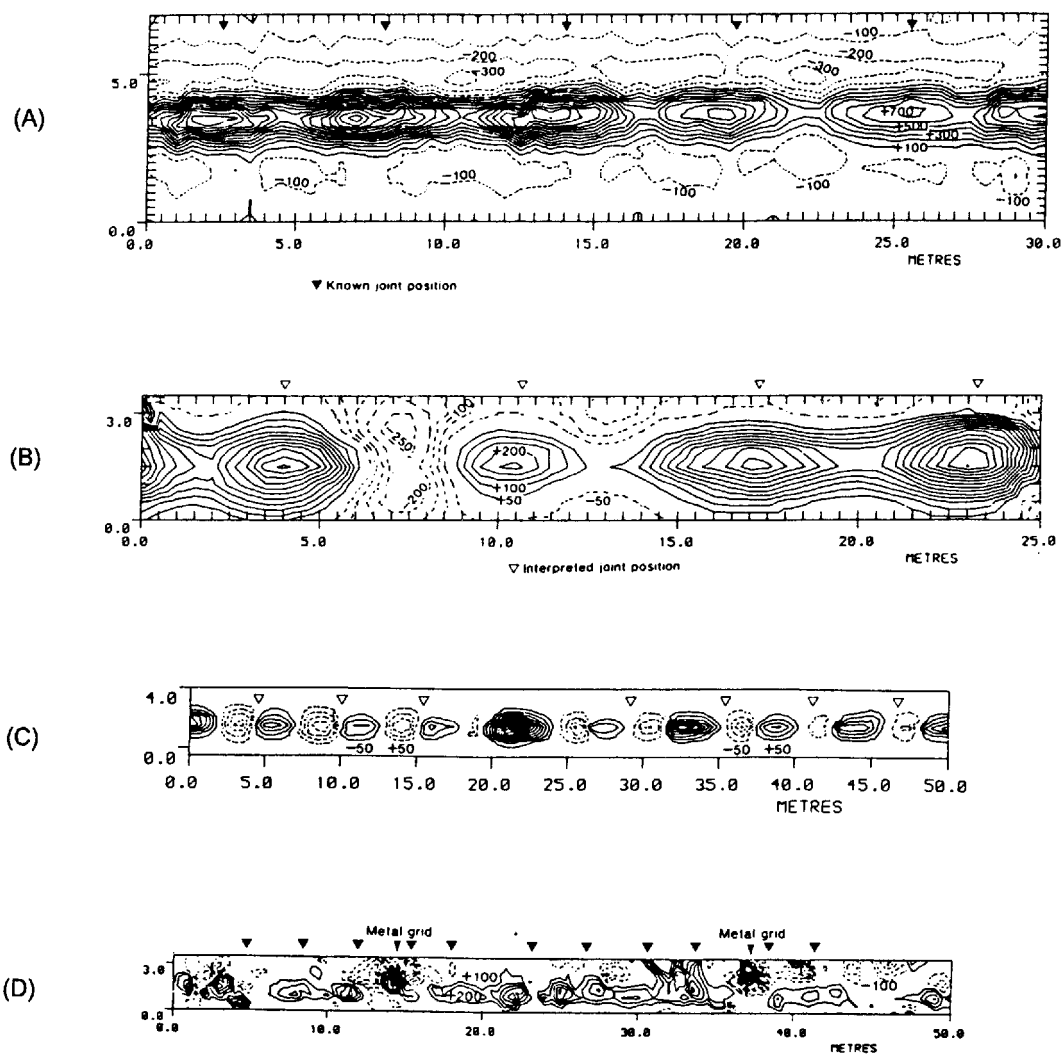 (A)
-100
-200
-300
-100
-200
-300
+700
+500
+300
+100
-100
-100
-100
-100
-100
5.0
0.0
0.0 5.0 10.0 15.0 20.0 25.0 30.0
METRES
▼ Known joint position
(B)
3.0
0.0
-100
-250
-200
+200
+100
+50
-50
0.0 5.0 10.0 15.0 20.0 25.0
METRES
▽ Interpreted joint position
(C)
4.0
0.0
-50 +50 -50 +50
0.0 5.0 10.0 15.0 20.0 25.0 30.0 35.0 40.0 45.0 50.0
METRES
Metal grid Metal grid
(D)
3.0
0.0
+100
+200
-100
0.0 10.0 20.0 30.0 40.0 50.0
METRES